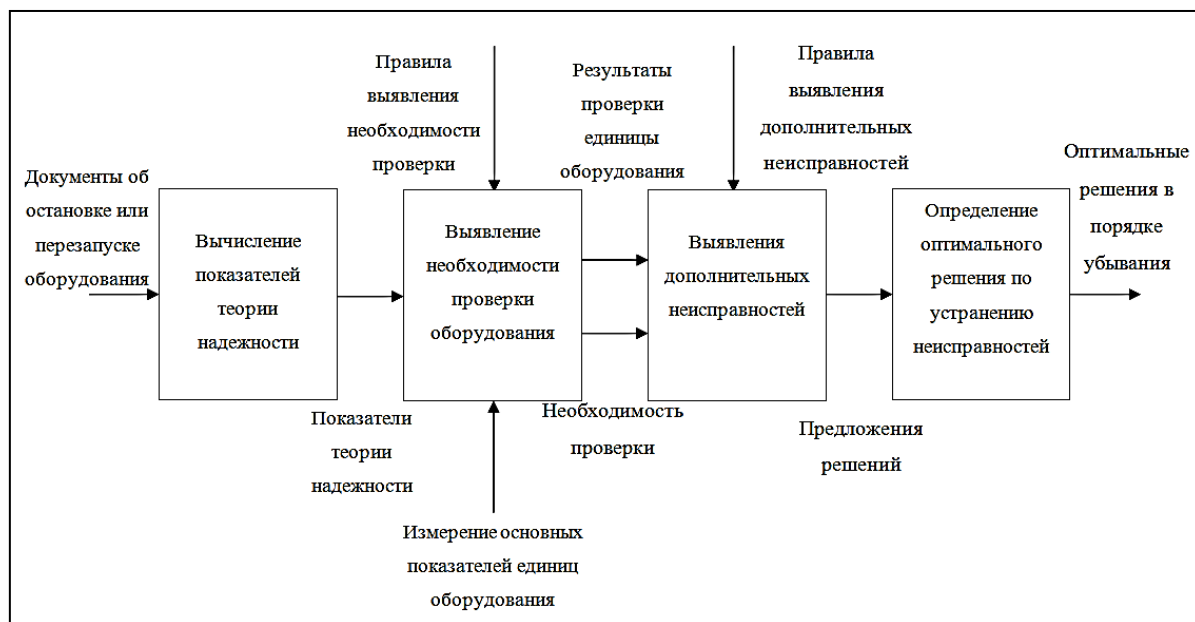 Правила
выявления
необходимости
проверки
Результаты
проверки
единицы
оборудования
Правила
выявления
дополнительных
неисправностей
Документы об
остановке или
перезапуске
оборудования
Вычисление
показателей
теории
надежности
Выявление
необходимости
проверки
оборудования
Выявления
дополнительных
неисправностей
Определение
оптимального
решения по
устранению
неисправностей
Оптимальные
решения в
порядке
убывания
Показатели
теории
надежности
Необходимость
проверки
Предложения
решений
Измерение основных
показателей единиц
оборудования